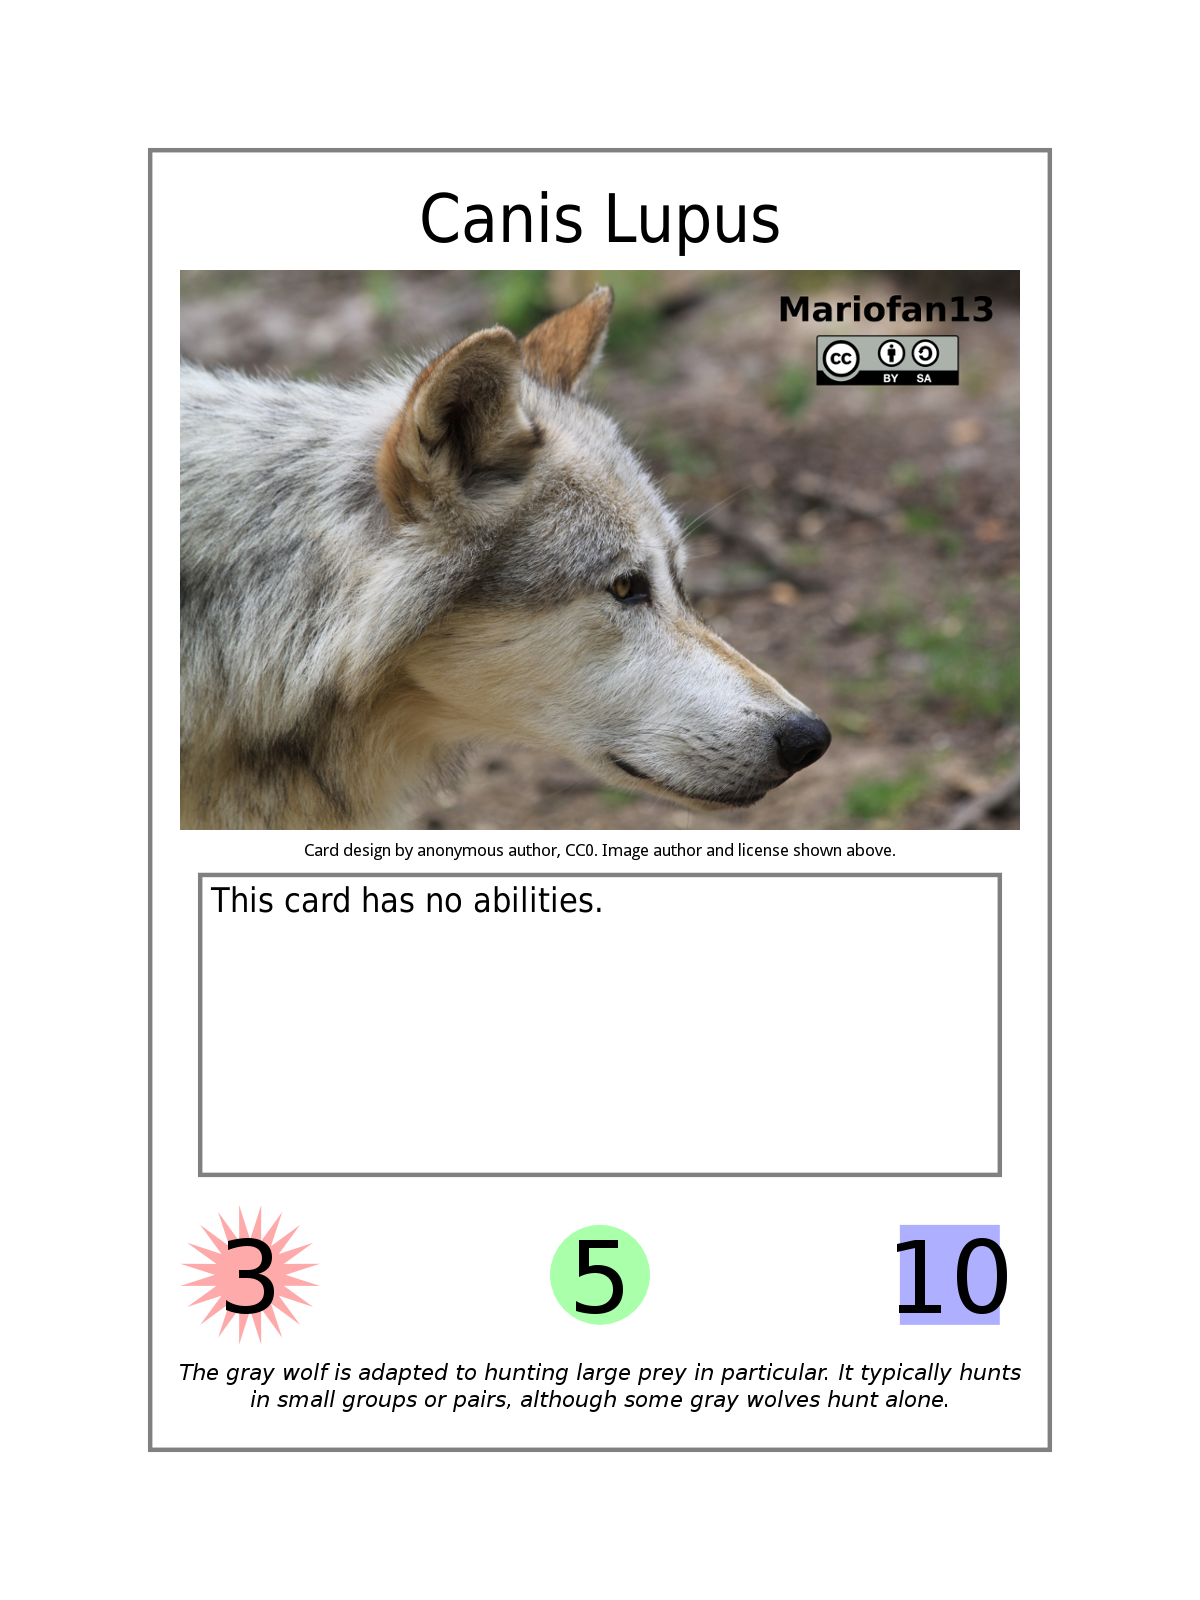 Canis Lupus
Mariofan13
cc
BY SA
Card design by anonymous author, CC0. Image author and license shown above.
This card has no abilities.
3
5
10
The gray wolf is adapted to hunting large prey in particular. It typically hunts
in small groups or pairs, although some gray wolves hunt alone.